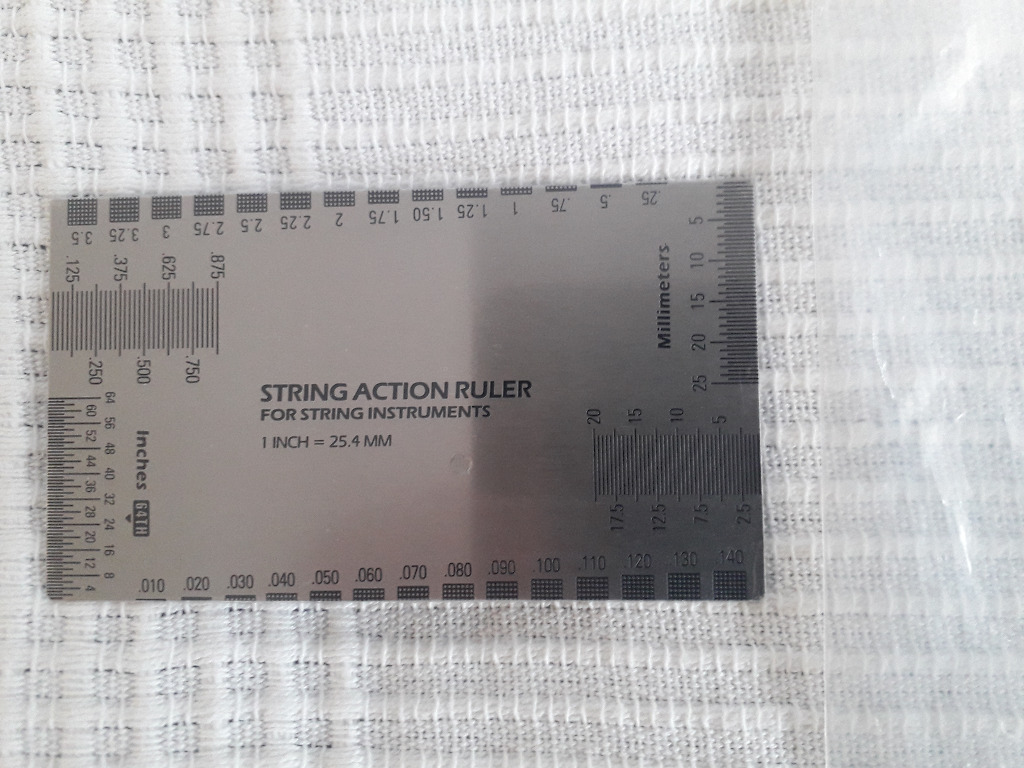 3.5 3.25 3 2.75 2.5 2.25 2 1.75 1.50 1.25 1 .75 .5 .25
.125 .375 .625 .875
.250 .500 .750
5 10 15 20 25
Millimeters
STRING ACTION RULER
FOR STRING INSTRUMENTS
1 INCH = 25.4 MM
20 15 10 5
17.5 12.5 7.5 2.5
64 56 48 40 32 24 16 8
60 52 44 36 28 20 12 4
Inches 64TH
.010 .020 .030 .040 .050 .060 .070 .080 .090 .100 .110 .120 .130 .140